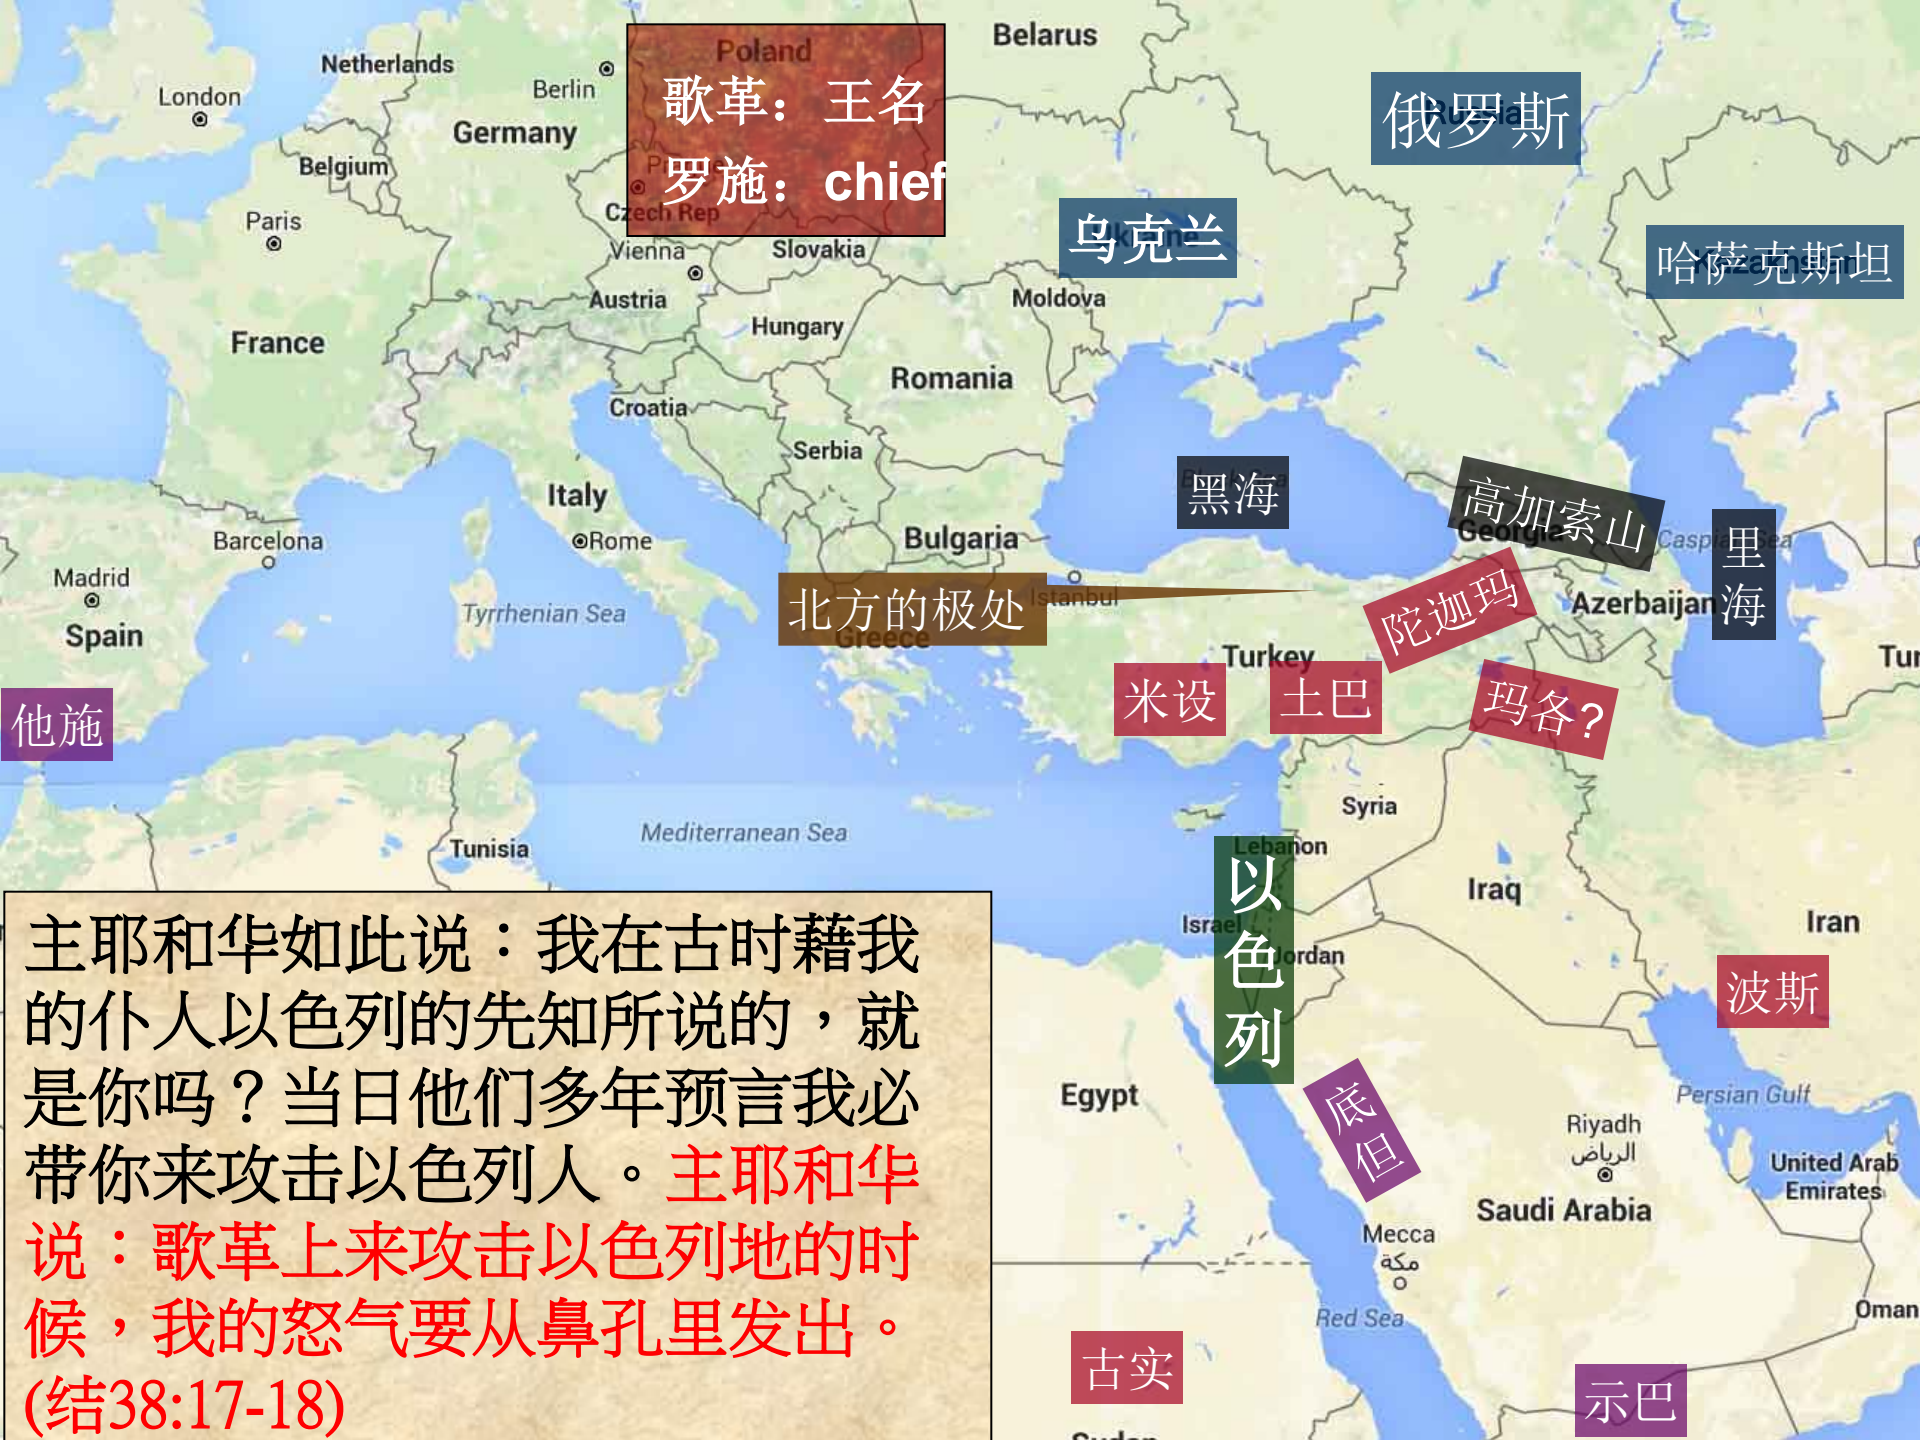 Belarus
Netherlands
Poland
Berlin
London
歌革：王名
俄罗斯
Germany
Belgium
罗施：chief
Paris
Czech Rep
乌克兰
Vienna
Slovakia
哈萨克斯坦
Austria
Moldova
Hungary
France
Romania
Croatia
Serbia
黑海
Italy
高加索山
Georgia
Barcelona
Rome
Bulgaria
Caspian Sea
里海
Madrid
Istanbul
北方的极处
陀迦玛
Azerbaijan
Tyrrhenian Sea
Greece
Spain
Turkey
Tur
米设
土巴
玛各?
他施
Syria
Mediterranean Sea
Tunisia
Lebanon
以色列
Iraq
Israel
Iran
Jordan
波斯
主耶和华如此说：我在古时藉我
的仆人以色列的先知所说的，就
是你吗？当日他们多年预言我必
带你来攻击以色列人。主耶和华
说：歌革上来攻击以色列地的时
候，我的怒气要从鼻孔里发出。
(结38:17-18)
Egypt
底但
Persian Gulf
Riyadh
الرياض
United Arab
Emirates
Saudi Arabia
Mecca
مكة
Red Sea
Oman
古实
示巴